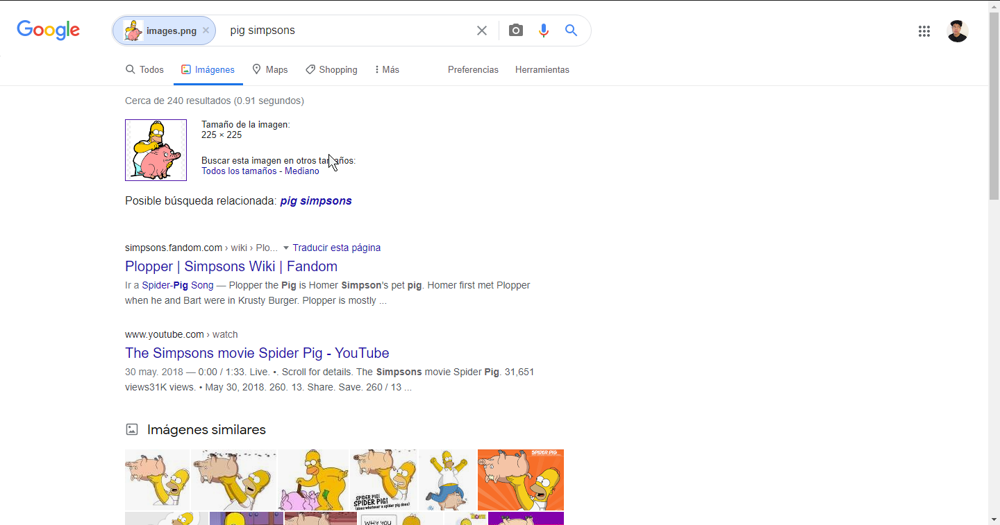 Google
images.png ×
pig simpsons
Todos
Imágenes
Maps
Shopping
Más
Preferencias
Herramientas
Cerca de 240 resultados (0.91 segundos)
Tamaño de la imagen:
225 × 225
Buscar esta imagen en otros tamaños:
Todos los tamaños - Mediano
Posible búsqueda relacionada: pig simpsons
simpsons.fandom.com › wiki › Plo... Traducir esta página
Plopper | Simpsons Wiki | Fandom
Ir a Spider-Pig Song — Plopper the Pig is Homer Simpson's pet pig. Homer first met Plopper
when he and Bart were in Krusty Burger. Plopper is mostly ...
www.youtube.com › watch
The Simpsons movie Spider Pig - YouTube
30 may. 2018 — 0:00 / 1:33. Live. •. Scroll for details. The Simpsons movie Spider Pig. 31,651
views31K views. • May 30, 2018. 260. 13. Share. Save. 260 / 13 ...
Imágenes similares
SPIDER PIG!
SPIDER PIG!
(does whatever a spider pig does)
SPIDER PIG
WHY YOU